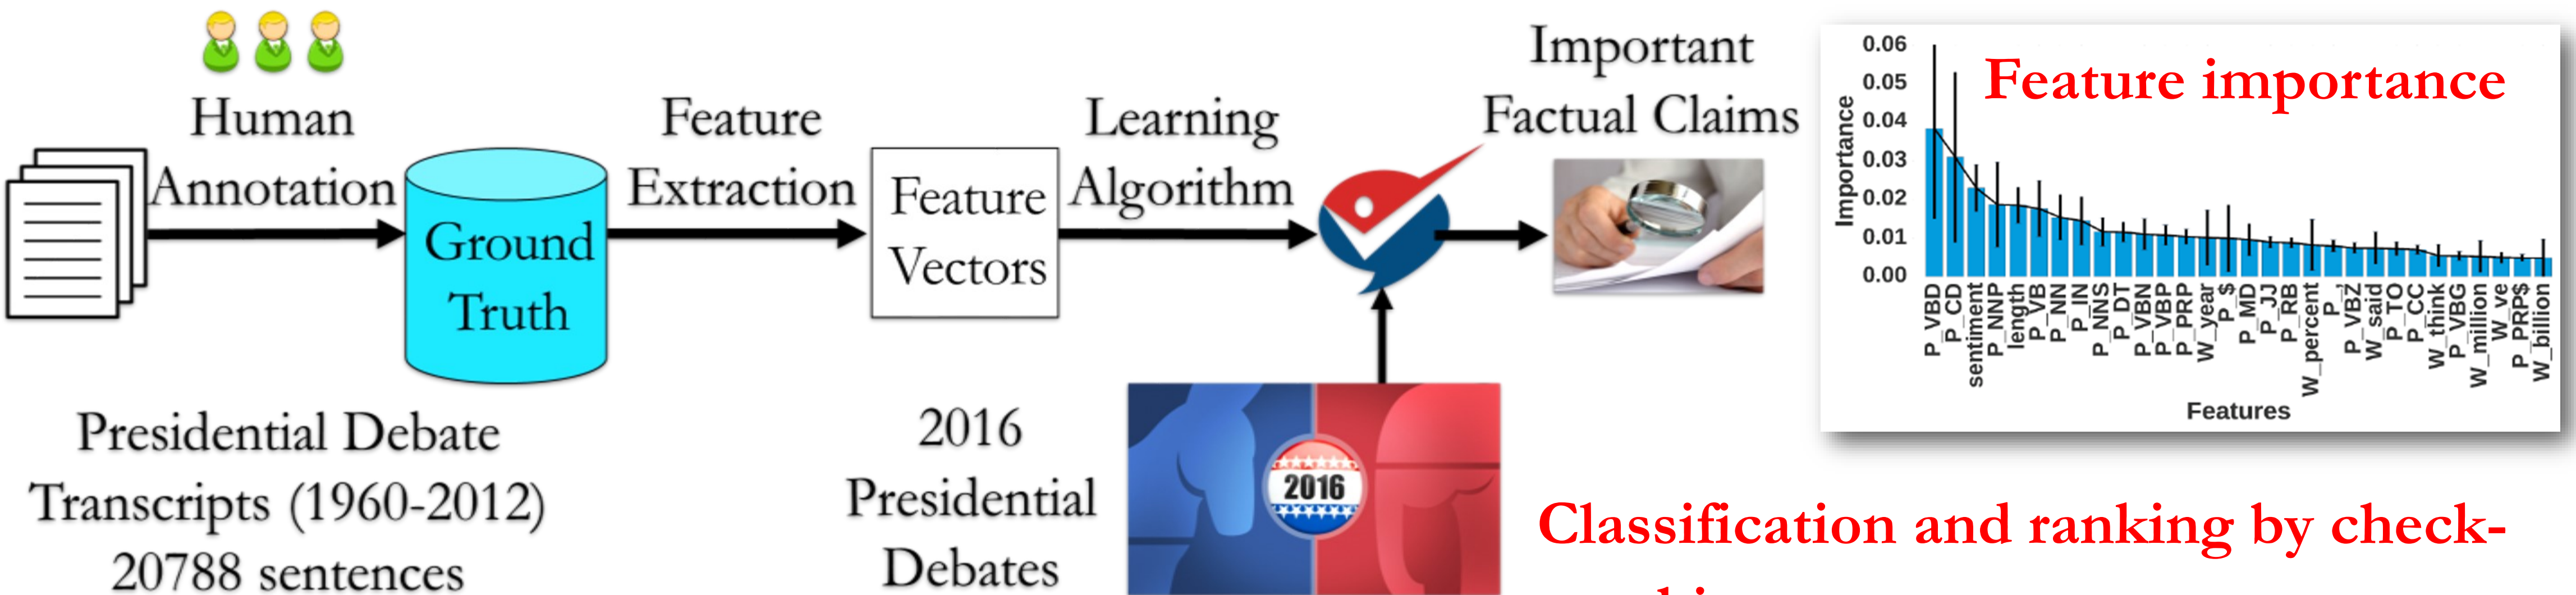 Human
Annotation
Ground
Truth
Presidential Debate
Transcripts (1960-2012)
20788 sentences
Feature
Extraction
Feature
Vectors
Learning
Algorithm
2016
Presidential
Debates
2016
Important
Factual Claims
Feature importance
Importance
0.06
0.05
0.04
0.03
0.02
0.01
0.00
P_VBD
P_CD
sentiment
P_NNP
length
P_VB
P_NN
P_IN
P_NNS
P_DT
P_VBN
P_VBP
P_PRP
W_year
P_$
P_MD
P_JJ
P_RB
W_percent
P_,
P_VBZ
W_said
P_TO
P_CC
W_think
P_VBG
W_million
W_ve
P_PRP$
W_billion
Features
Classification and ranking by check-